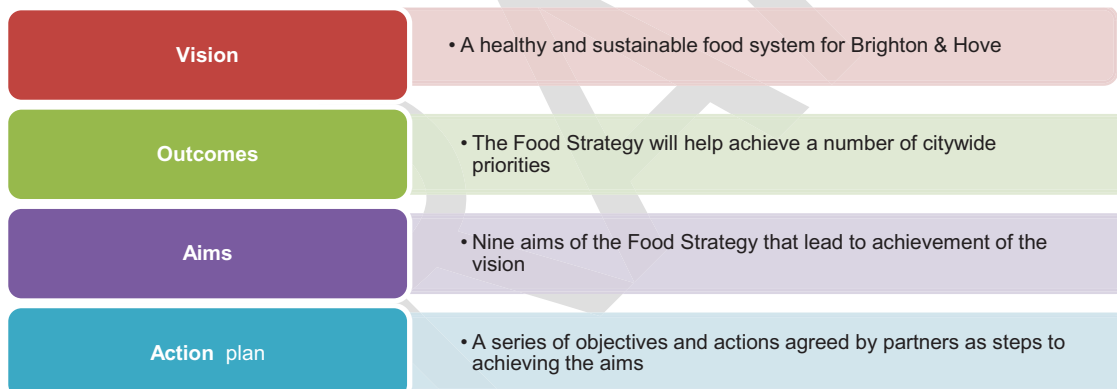 Vision
• A healthy and sustainable food system for Brighton & Hove
Outcomes
• The Food Strategy will help achieve a number of citywide
priorities
Aims
• Nine aims of the Food Strategy that lead to achievement of the
vision
Action plan
• A series of objectives and actions agreed by partners as steps to
achieving the aims